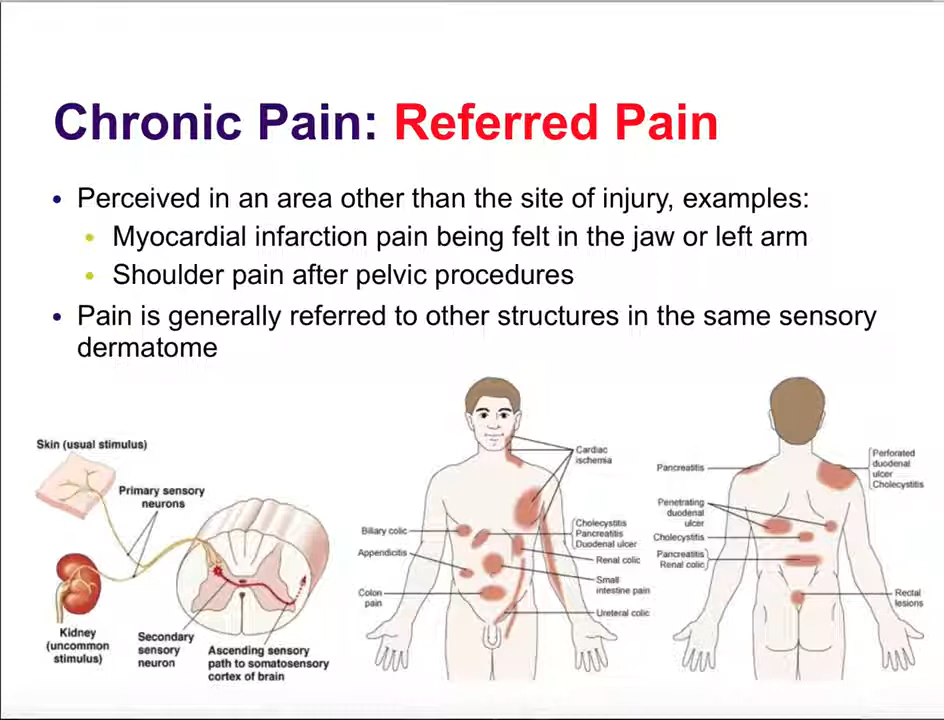 Chronic Pain: Referred Pain
• Perceived in an area other than the site of injury, examples:
• Myocardial infarction pain being felt in the jaw or left arm
• Shoulder pain after pelvic procedures
• Pain is generally referred to other structures in the same sensory
dermatome
Skin (usual stimulus)
Primary sensory
neurons
Kidney
(uncommon
stimulus)
Secondary
sensory
neuron
Ascending sensory
path to somatosensory
cortex of brain
Cardiac
ischemia
Biliary colic
Appendicitis
Colon
pain
Cholecystitis
Pancreatitis
Duodenal ulcer
Renal colic
Small
intestine pain
Ureteral colic
Pancreatitis
Penetrating
duodenal
ulcer
Cholecystitis
Pancreatitis
Renal colic
Perforated
duodenal
ulcer
Cholecystitis
Rectal
lesions